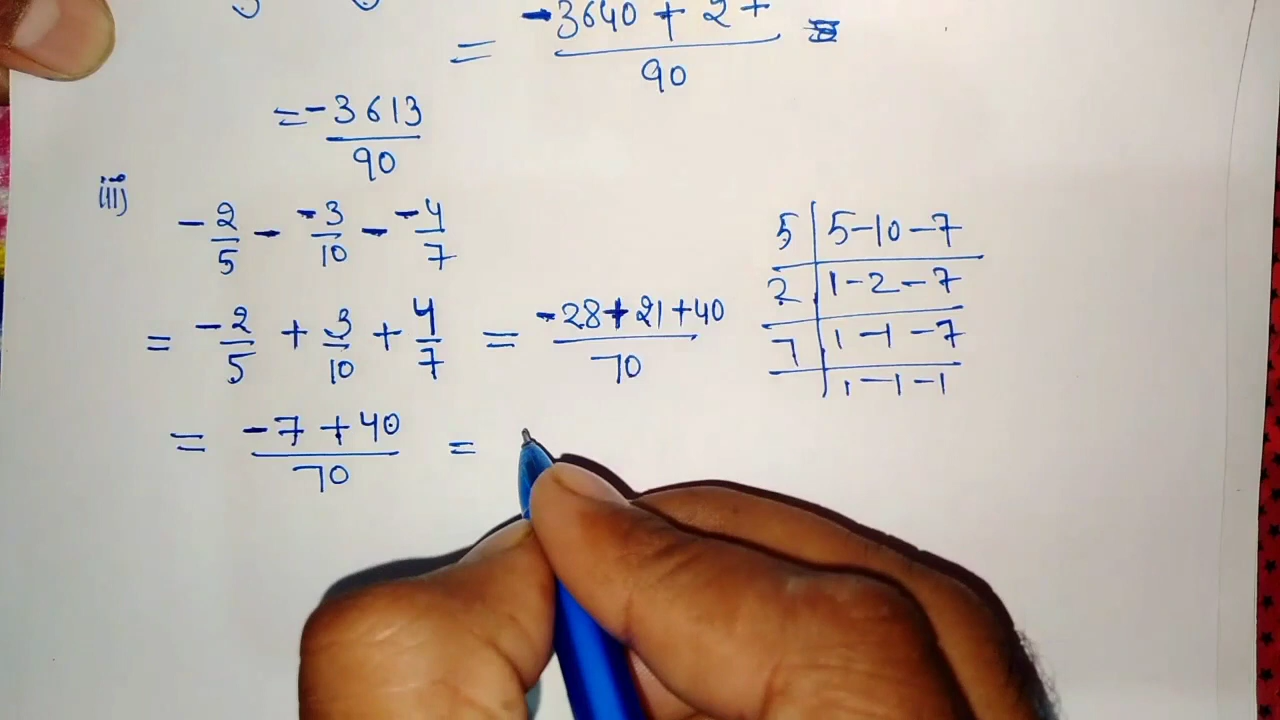 = -3640 + 27 / 90
= -3613 / 90
(iii)
-2/5 - -3/10 - -4/7
= -2/5 + 3/10 + 4/7 = -28+21+40 / 70
= -7+40 / 70 =
5 | 5-10-7
2 | 1-2-7
7 | 1-1-7
1-1-1